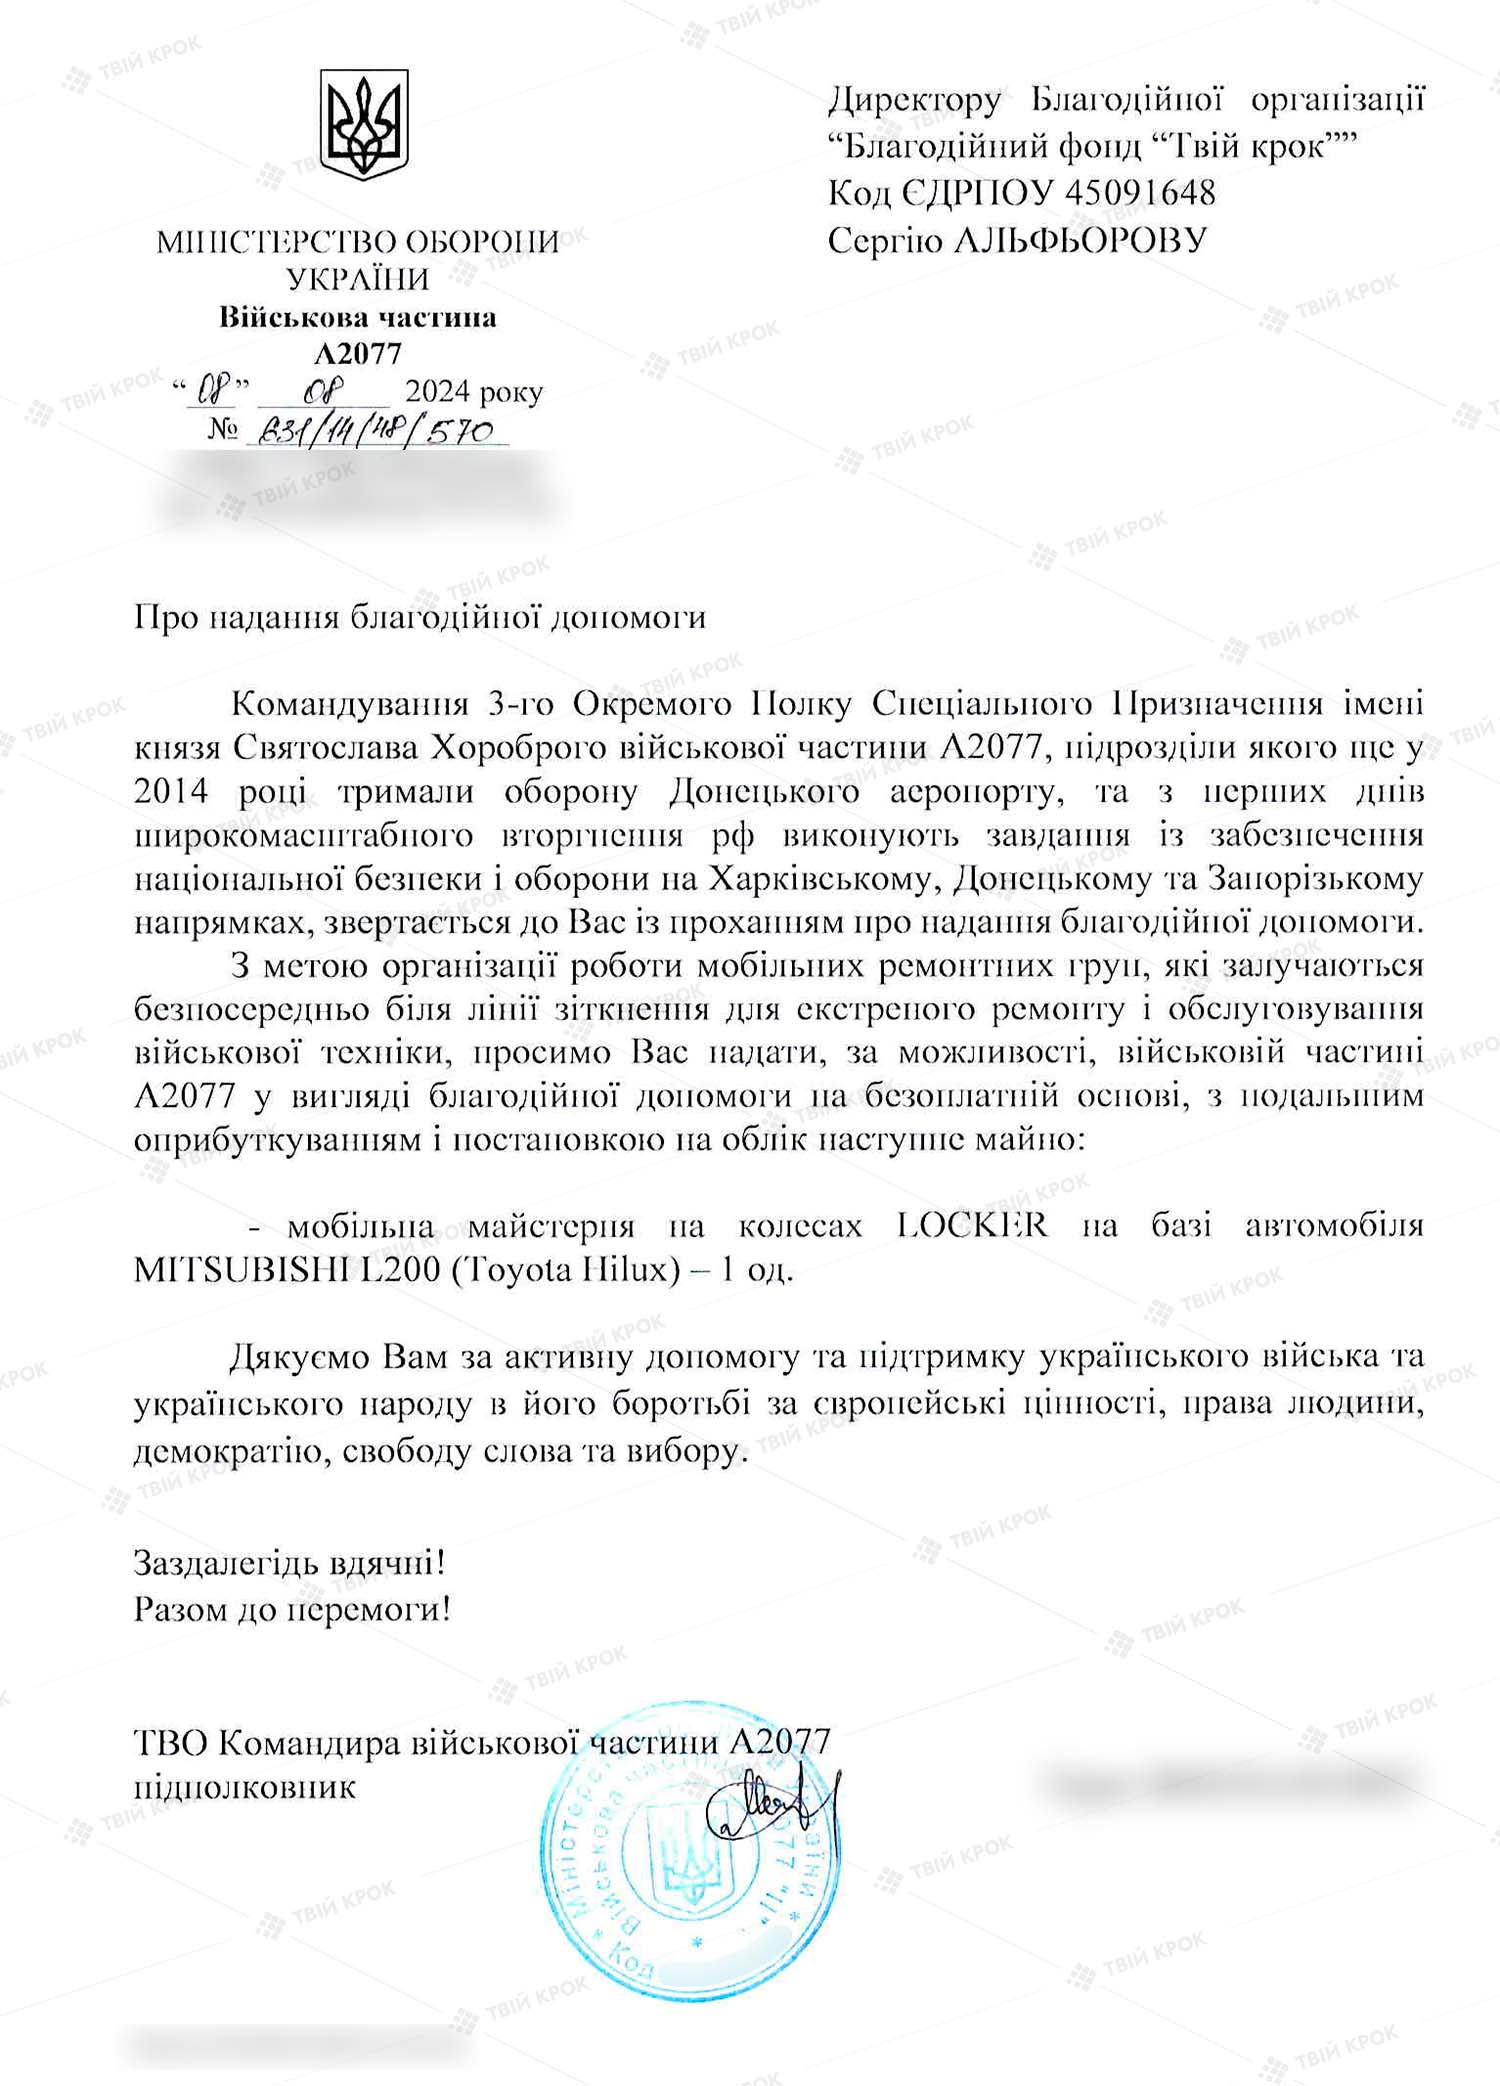 МІНІСТЕРСТВО ОБОРОНИ
УКРАЇНИ
Військова частина
А2077
“08” 08 2024 року
№ 631/14/48/570
Директору Благодійної організації
“Благодійний фонд “Твій крок””
Код ЄДРПОУ 45091648
Сергію АЛЬФЬОРОВУ
Про надання благодійної допомоги
Командування 3-го Окремого Полку Спеціального Призначення імені
князя Святослава Хороброго військової частини А2077, підрозділи якого ще у
2014 році тримали оборону Донецького аеропорту, та з перших днів
широкомасштабного вторгнення рф виконують завдання із забезпечення
національної безпеки і оборони на Харківському, Донецькому та Запорізькому
напрямках, звертається до Вас із проханням про надання благодійної допомоги.
З метою організації роботи мобільних ремонтних груп, які залучаються
безпосередньо біля лінії зіткнення для екстреного ремонту і обслуговування
військової техніки, просимо Вас надати, за можливості, військовій частині
А2077 у вигляді благодійної допомоги на безоплатній основі, з подальшим
оприбуткуванням і постановкою на облік наступне майно:
- мобільна майстерня на колесах LOCKER на базі автомобіля
MITSUBISHI L200 (Toyota Hilux) – 1 од.
Дякуємо Вам за активну допомогу та підтримку українського війська та
українського народу в його боротьбі за європейські цінності, права людини,
демократію, свободу слова та вибору.
Заздалегідь вдячні!
Разом до перемоги!
ТВО Командира військової частини А2077
підполковник
Міністерство оборони України
Військова частина А2077 "ІІ"
Код
ТВІЙ КРОК